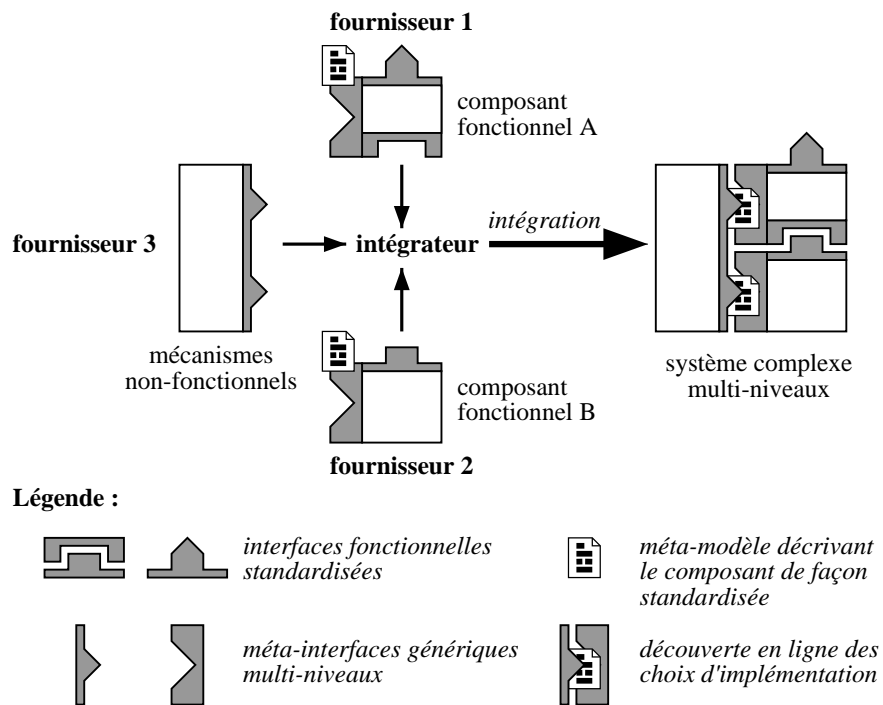 fournisseur 1
composant
fonctionnel A
fournisseur 3
intégrateur
intégration
mécanismes
non-fonctionnels
composant
fonctionnel B
fournisseur 2
système complexe
multi-niveaux
Légende :
interfaces fonctionnelles
standardisées
méta-modèle décrivant
le composant de façon
standardisée
méta-interfaces génériques
multi-niveaux
découverte en ligne des
choix d'implémentation